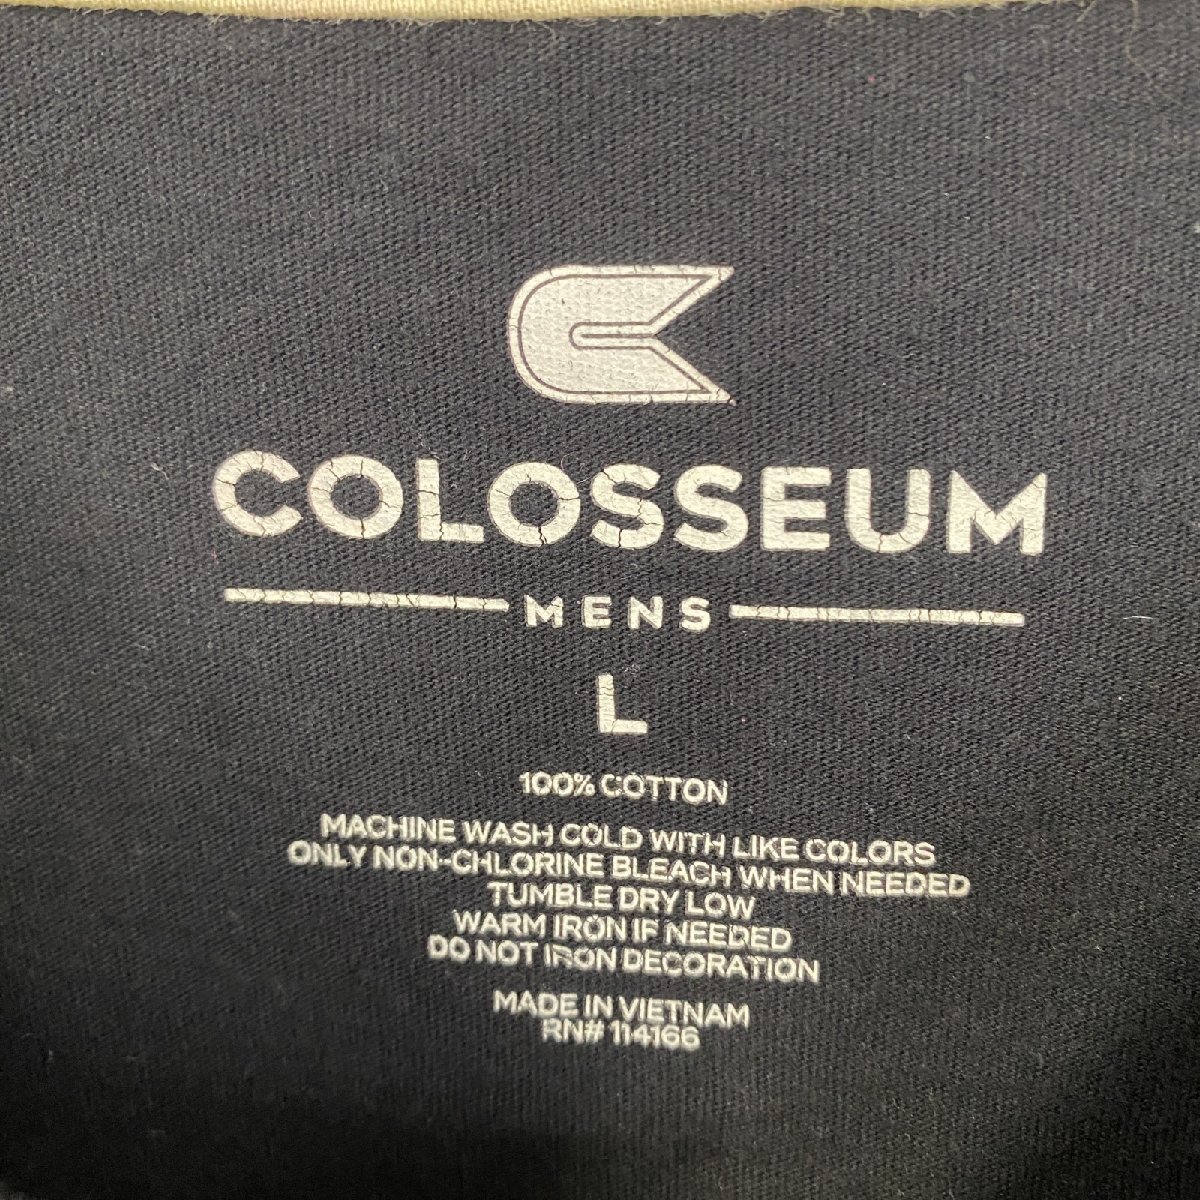 COLOSSEUM
MENS
L
100% COTTON
MACHINE WASH COLD WITH LIKE COLORS
ONLY NON-CHLORINE BLEACH WHEN NEEDED
TUMBLE DRY LOW
WARM IRON IF NEEDED
DO NOT IRON DECORATION
MADE IN VIETNAM
RN# 114166